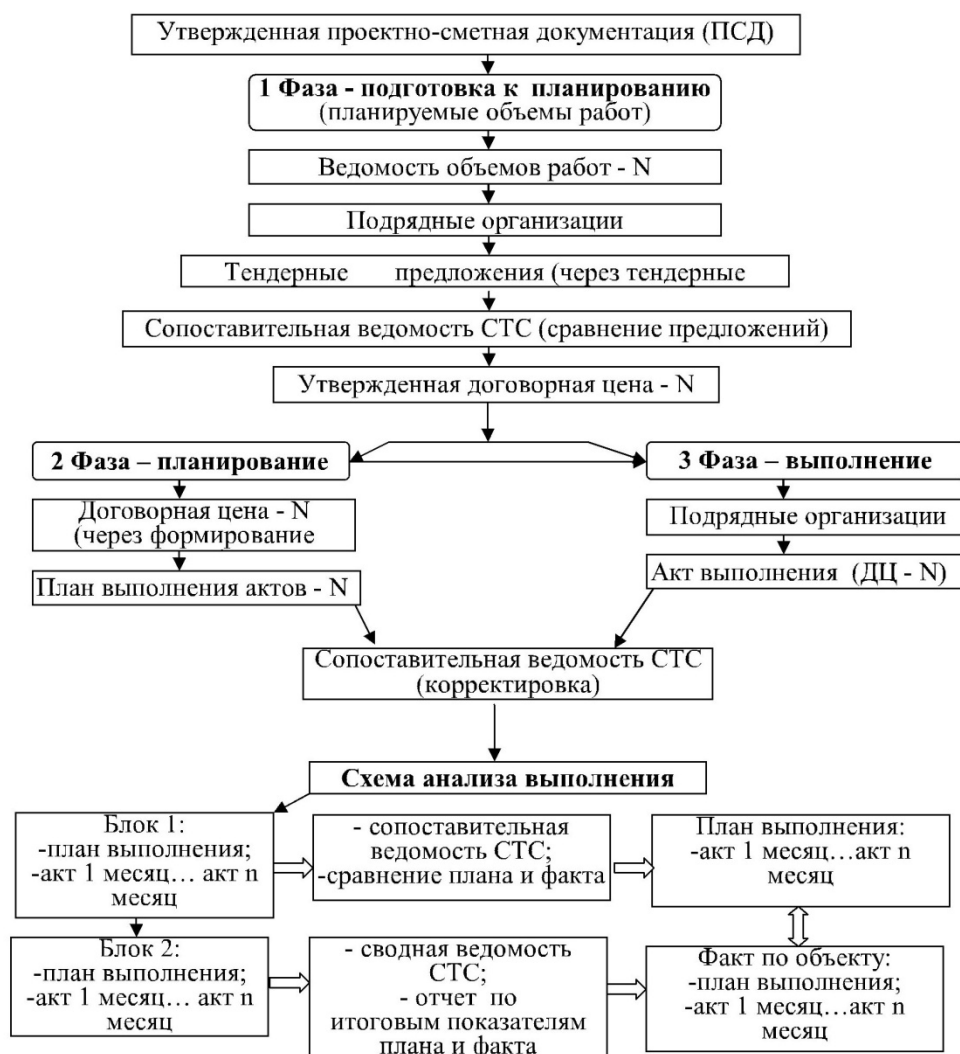 Утвержденная проектно-сметная документация (ПСД)
1 Фаза - подготовка к планированию
(планируемые объемы работ)
Ведомость объемов работ - N
Подрядные организации
Тендерные предложения (через тендерные
Сопоставительная ведомость СТС (сравнение предложений)
Утвержденная договорная цена - N
2 Фаза – планирование
Договорная цена - N
(через формирование
План выполнения актов - N
3 Фаза – выполнение
Подрядные организации
Акт выполнения (ДЦ - N)
Сопоставительная ведомость СТС
(корректировка)
Схема анализа выполнения
Блок 1:
-план выполнения;
-акт 1 месяц… акт n
месяц
- сопоставительная
ведомость СТС;
-сравнение плана и факта
План выполнения:
-акт 1 месяц…акт n
месяц
Блок 2:
-план выполнения;
-акт 1 месяц… акт n
месяц
- сводная ведомость
СТС;
- отчет по
итоговым показателям
плана и факта
Факт по объекту:
-план выполнения;
-акт 1 месяц…акт n
месяц